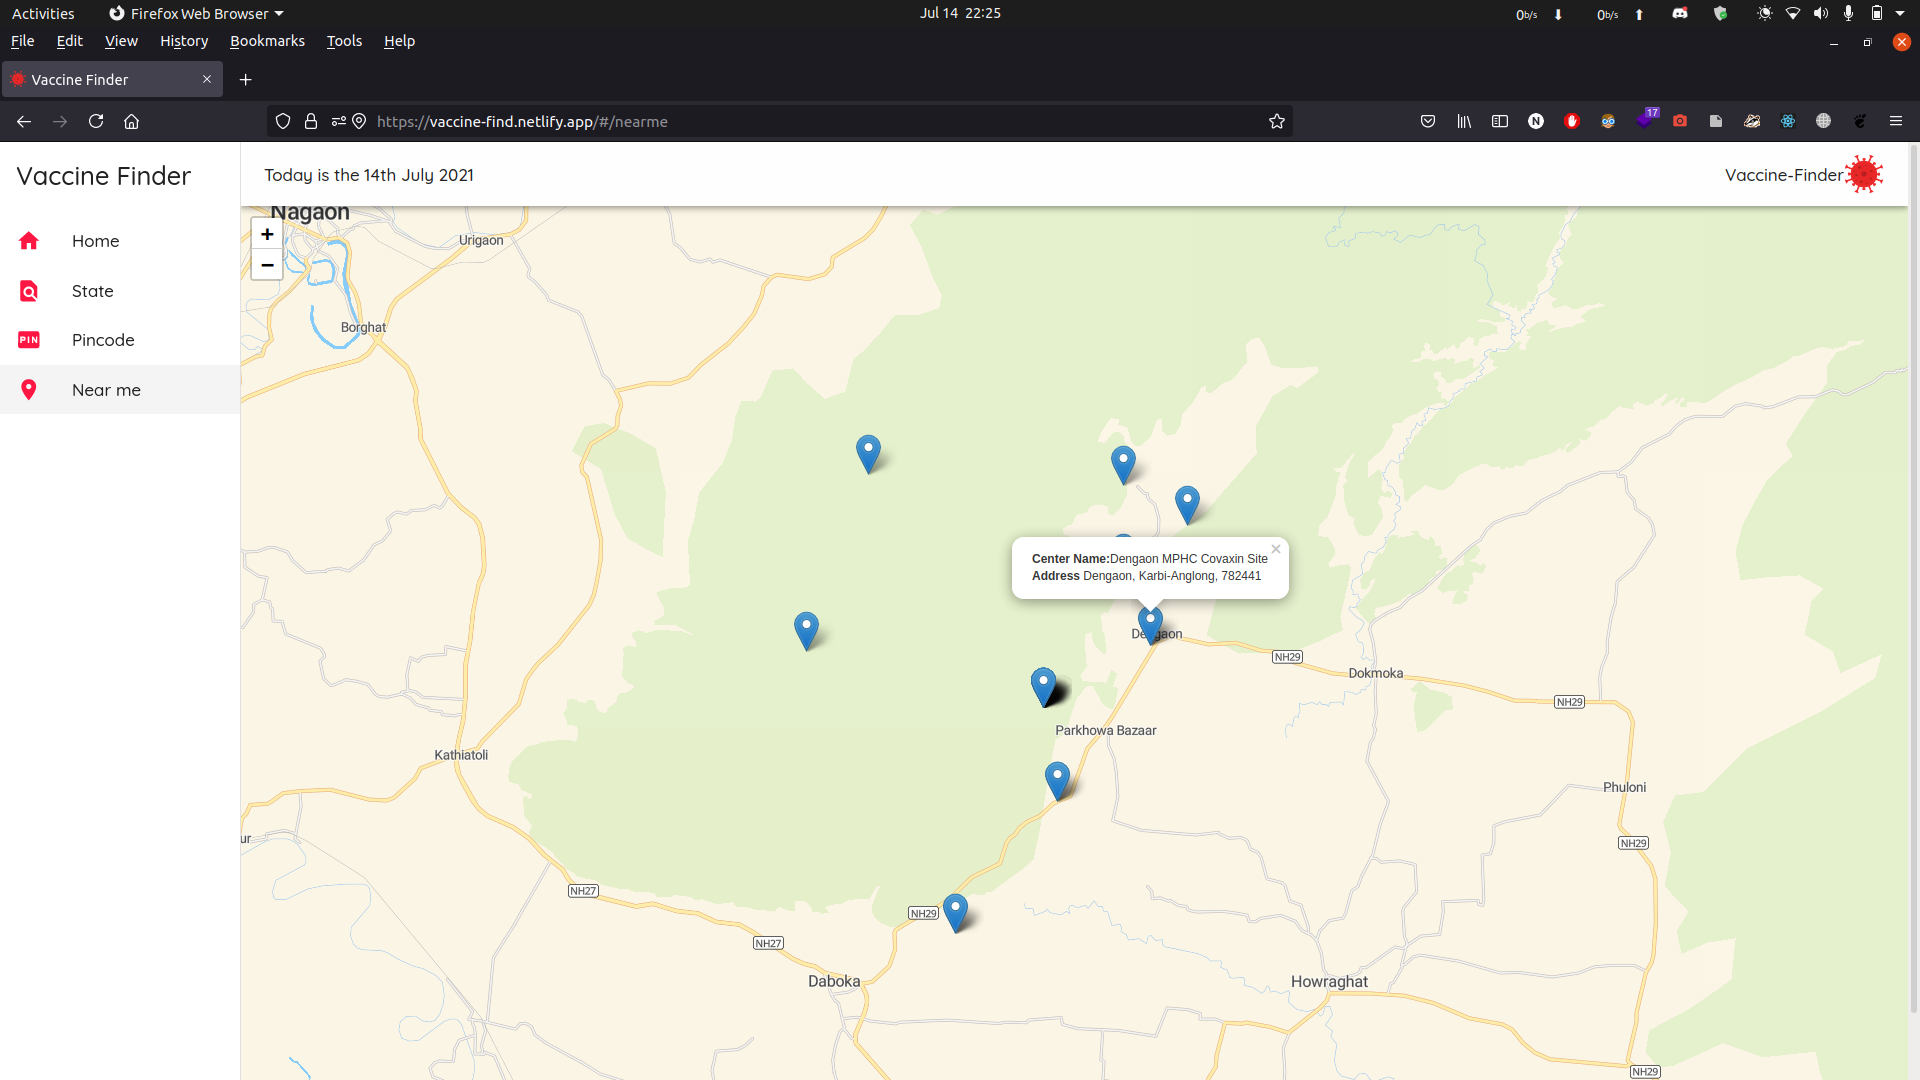 Activities
Firefox Web Browser
Jul 14 22:25
0b/s
0b/s
File Edit View History Bookmarks Tools Help
Vaccine Finder
https://vaccine-find.netlify.app/#/nearme
N
17
Vaccine Finder
Today is the 14th July 2021
Vaccine-Finder
Home
State
PIN
Pincode
Near me
+
−
Nagaon
Urigaon
Borghat
Center Name:Dengaon MPHC Covaxin Site
Address Dengaon, Karbi-Anglong, 782441
×
Dengaon
NH29
Dokmoka
NH29
Parkhowa Bazaar
Kathiatoli
Phuloni
ur
NH29
NH27
NH29
NH27
Daboka
Howraghat
NH29